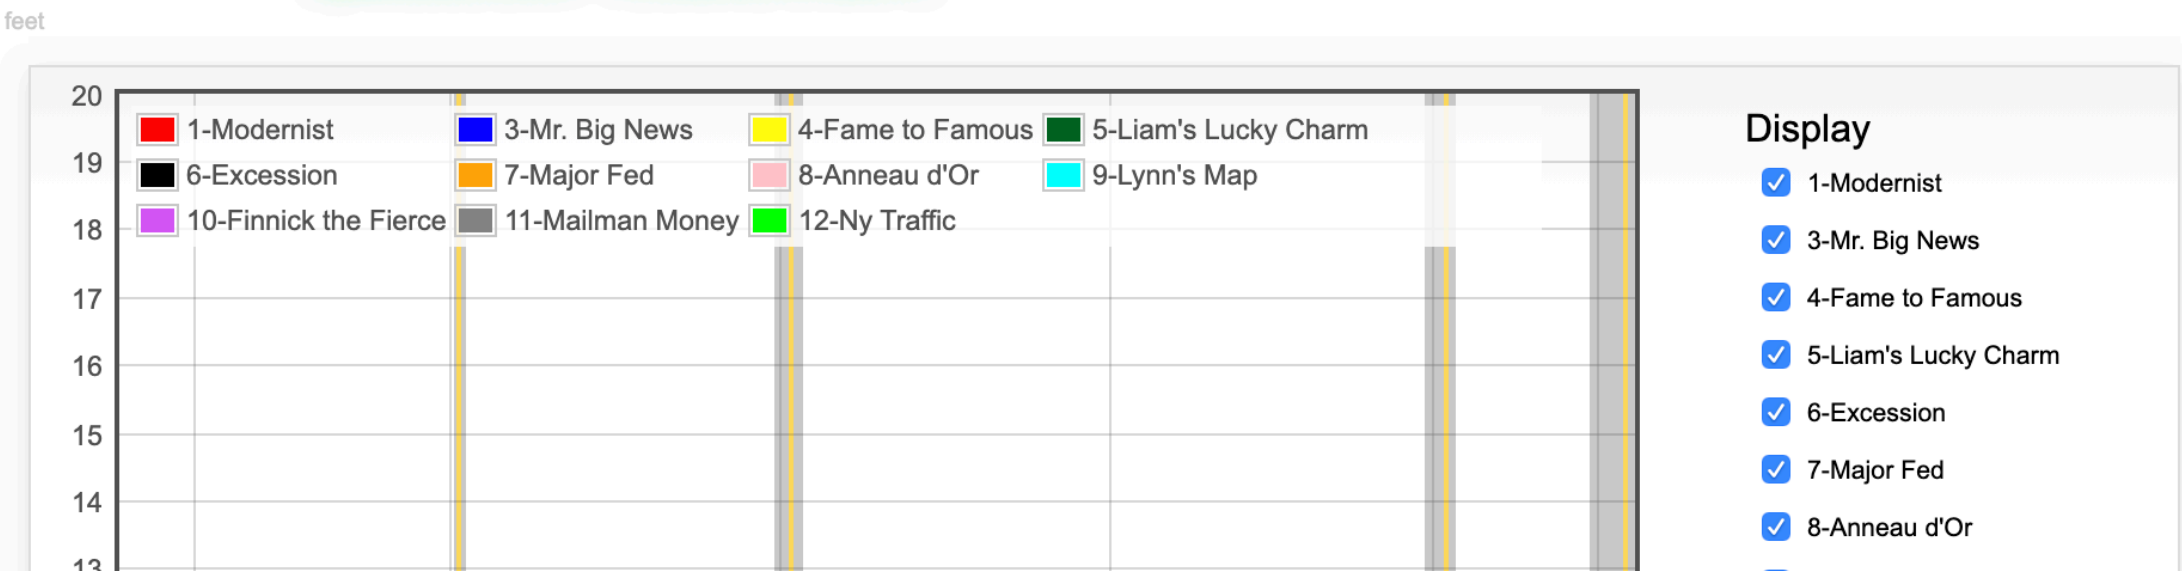 feet
20
1-Modernist 3-Mr. Big News 4-Fame to Famous 5-Liam's Lucky Charm
19
6-Excession 7-Major Fed 8-Anneau d'Or 9-Lynn's Map
18
10-Finnick the Fierce 11-Mailman Money 12-Ny Traffic
17
16
15
14
13
Display
1-Modernist
3-Mr. Big News
4-Fame to Famous
5-Liam's Lucky Charm
6-Excession
7-Major Fed
8-Anneau d'Or